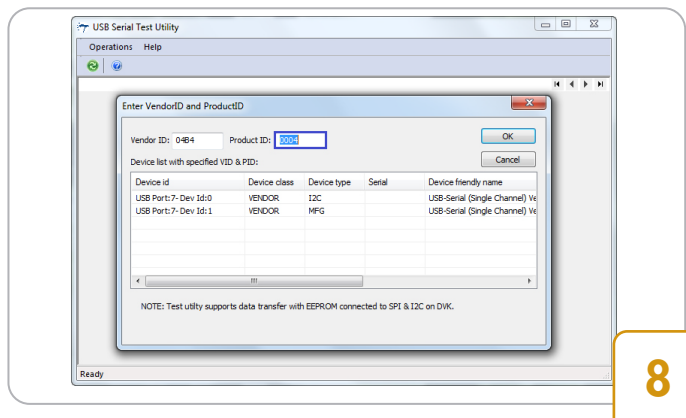 USB Serial Test Utility
Operations Help
Enter VendorID and ProductID
Vendor ID: 04B4 Product ID: 0004 OK
Device list with specified VID & PID: Cancel
Device id Device class Device type Serial Device friendly name
USB Port:7- Dev Id:0 VENDOR I2C USB-Serial (Single Channel) Ve
USB Port:7- Dev Id:1 VENDOR MFG USB-Serial (Single Channel) Ve
NOTE: Test utilty supports data transfer with EEPROM connected to SPI & I2C on DVK.
Ready
8